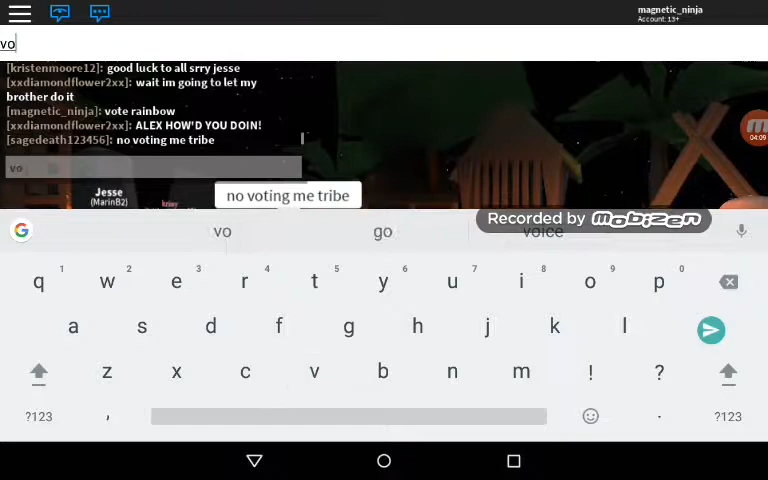 magnetic_ninja
Account: 13+
vo
[kristenmoore12]: good luck to all srry jesse
[xxdiamondflower2xx]: wait im going to let my
brother do it
[magnetic_ninja]: vote rainbow
[xxdiamondflower2xx]: ALEX HOW'D YOU DOIN!
[sagedeath123456]: no voting me tribe
vo
04:09
Jesse
(MarinB2)
krissy
no voting me tribe
Recorded by mobizen
G
vo go voice
1 2 3 4 5 6 7 8 9 0
q w e r t y u i o p
a s d f g h j k l
z x c v b n m ! ?
?123 , . ?123